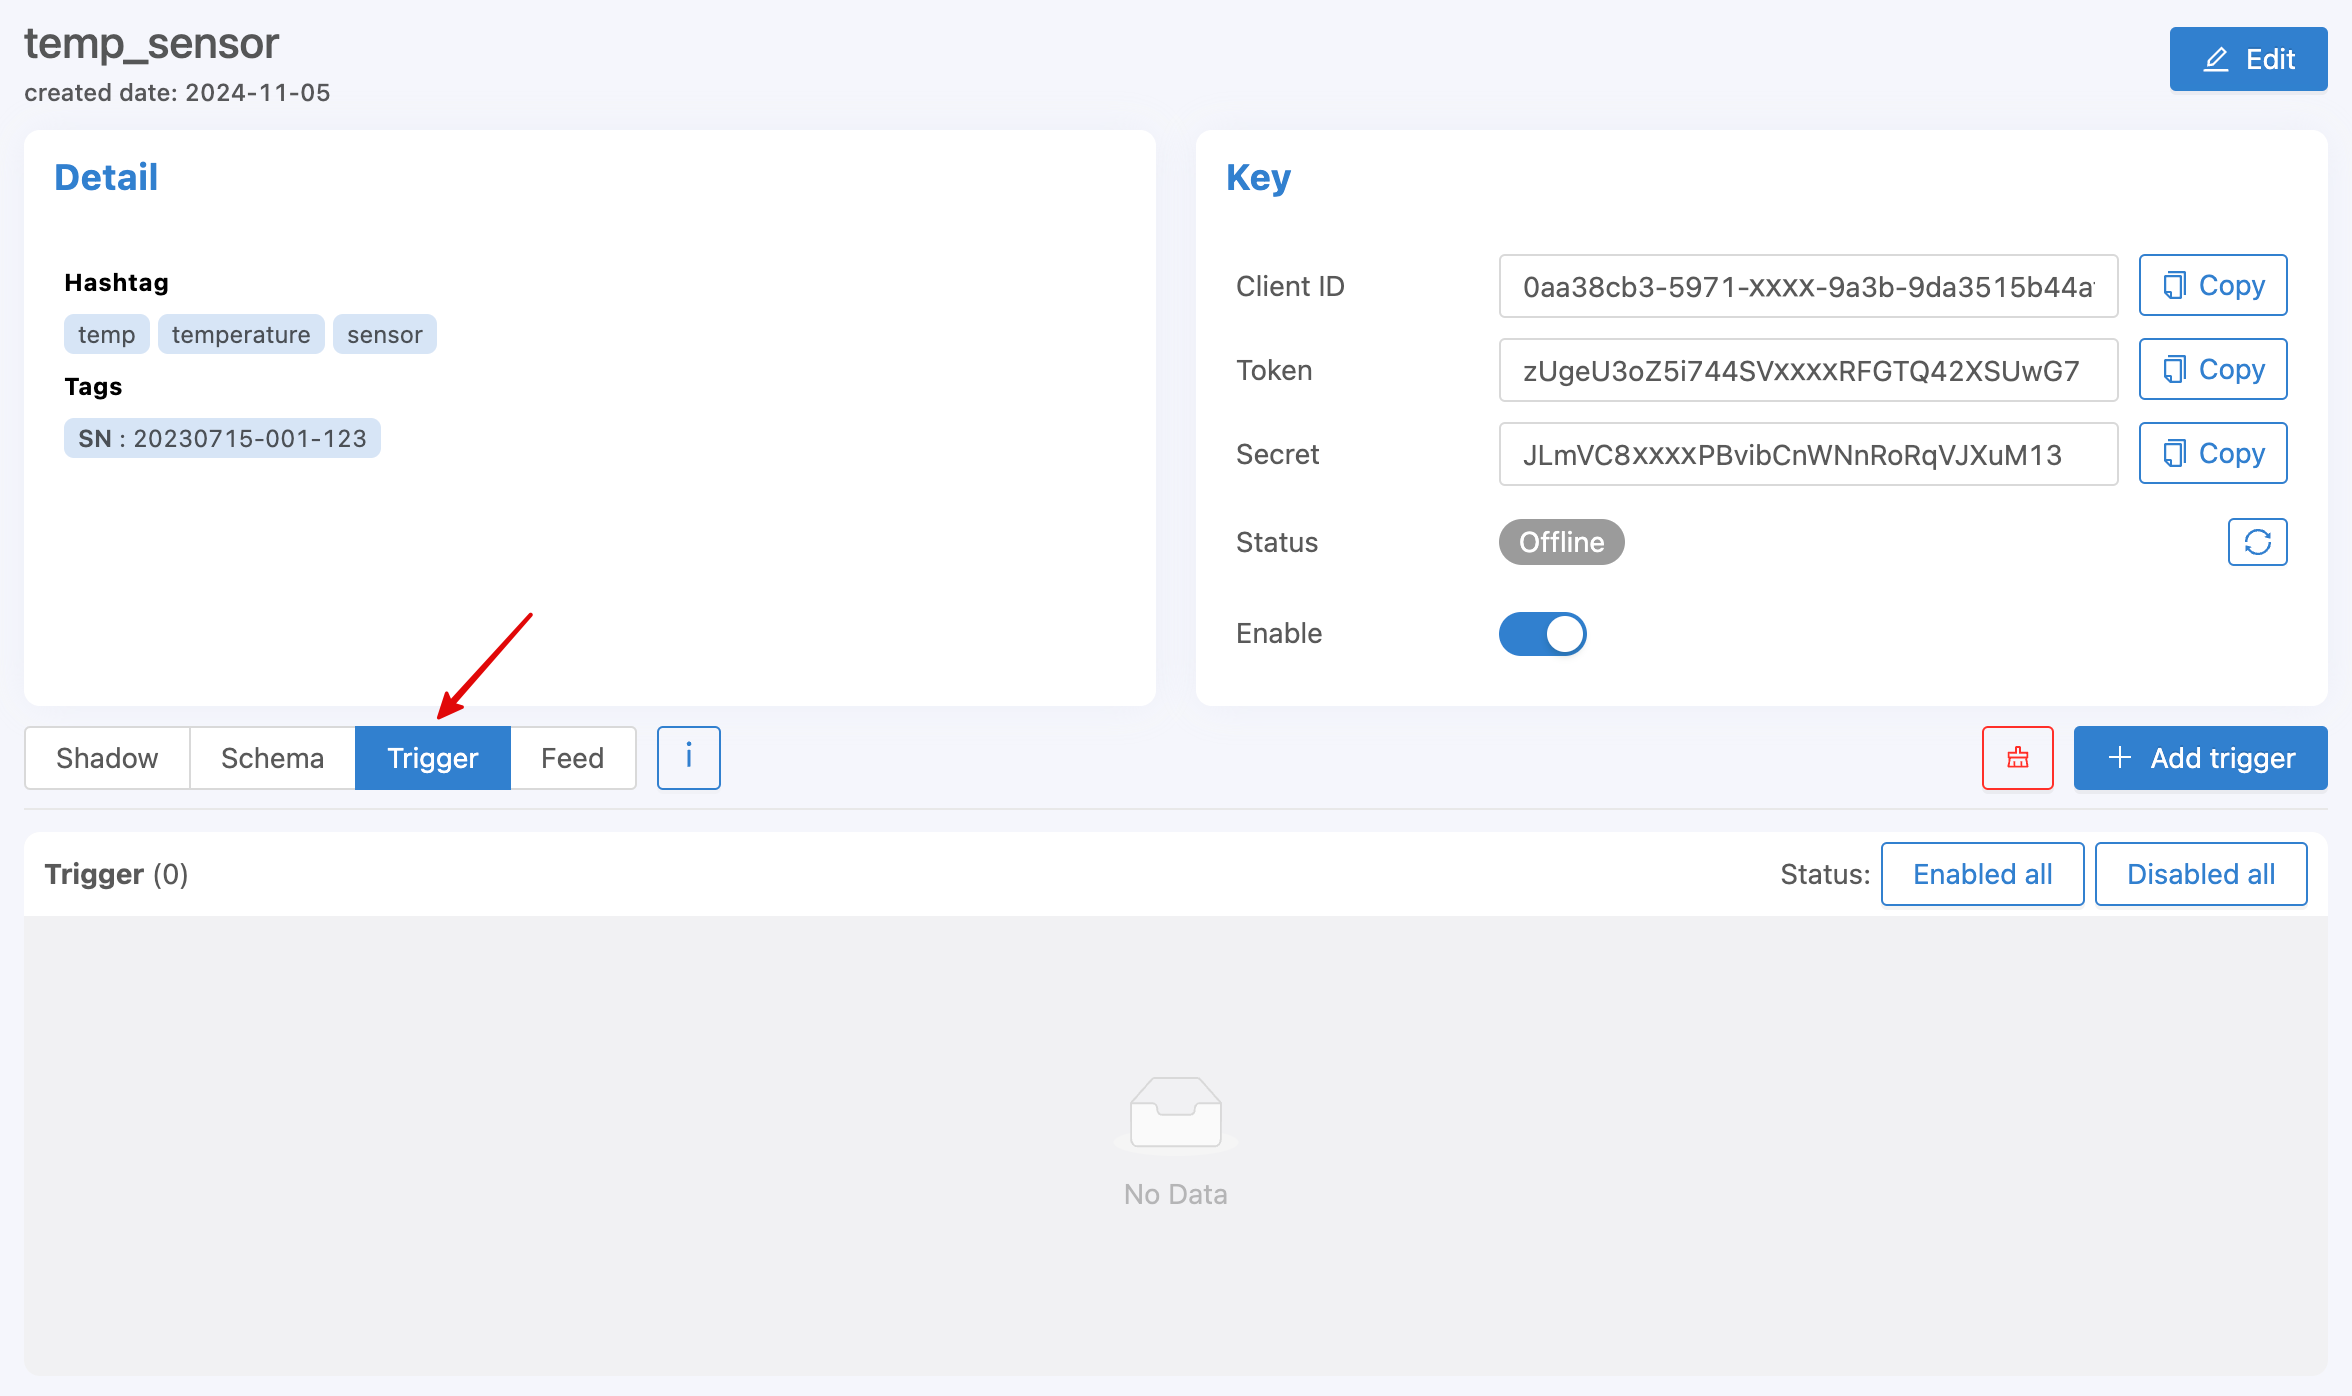 temp_sensor
created date: 2024-11-05
Edit
Detail
Hashtag
temp temperature sensor
Tags
SN : 20230715-001-123
Key
Client ID 0aa38cb3-5971-XXXX-9a3b-9da3515b44a Copy
Token zUgeU3oZ5i744SVXXXXRFGTQ42XSUwG7 Copy
Secret JLmVC8XXXXPBvibCnWNnRoRqVJXuM13 Copy
Status Offline
Enable
Shadow Schema Trigger Feed i
+ Add trigger
Trigger (0)
Status: Enabled all Disabled all
No Data